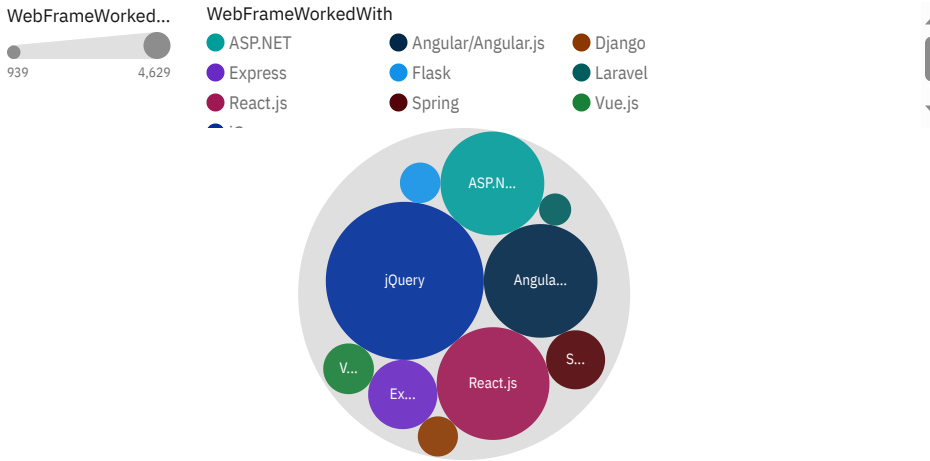 WebFrameWorked...
939 4,629
WebFrameWorkedWith
ASP.NET Angular/Angular.js Django
Express Flask Laravel
React.js Spring Vue.js
ASP.N...
jQuery Angula...
V... S...
Ex... React.js